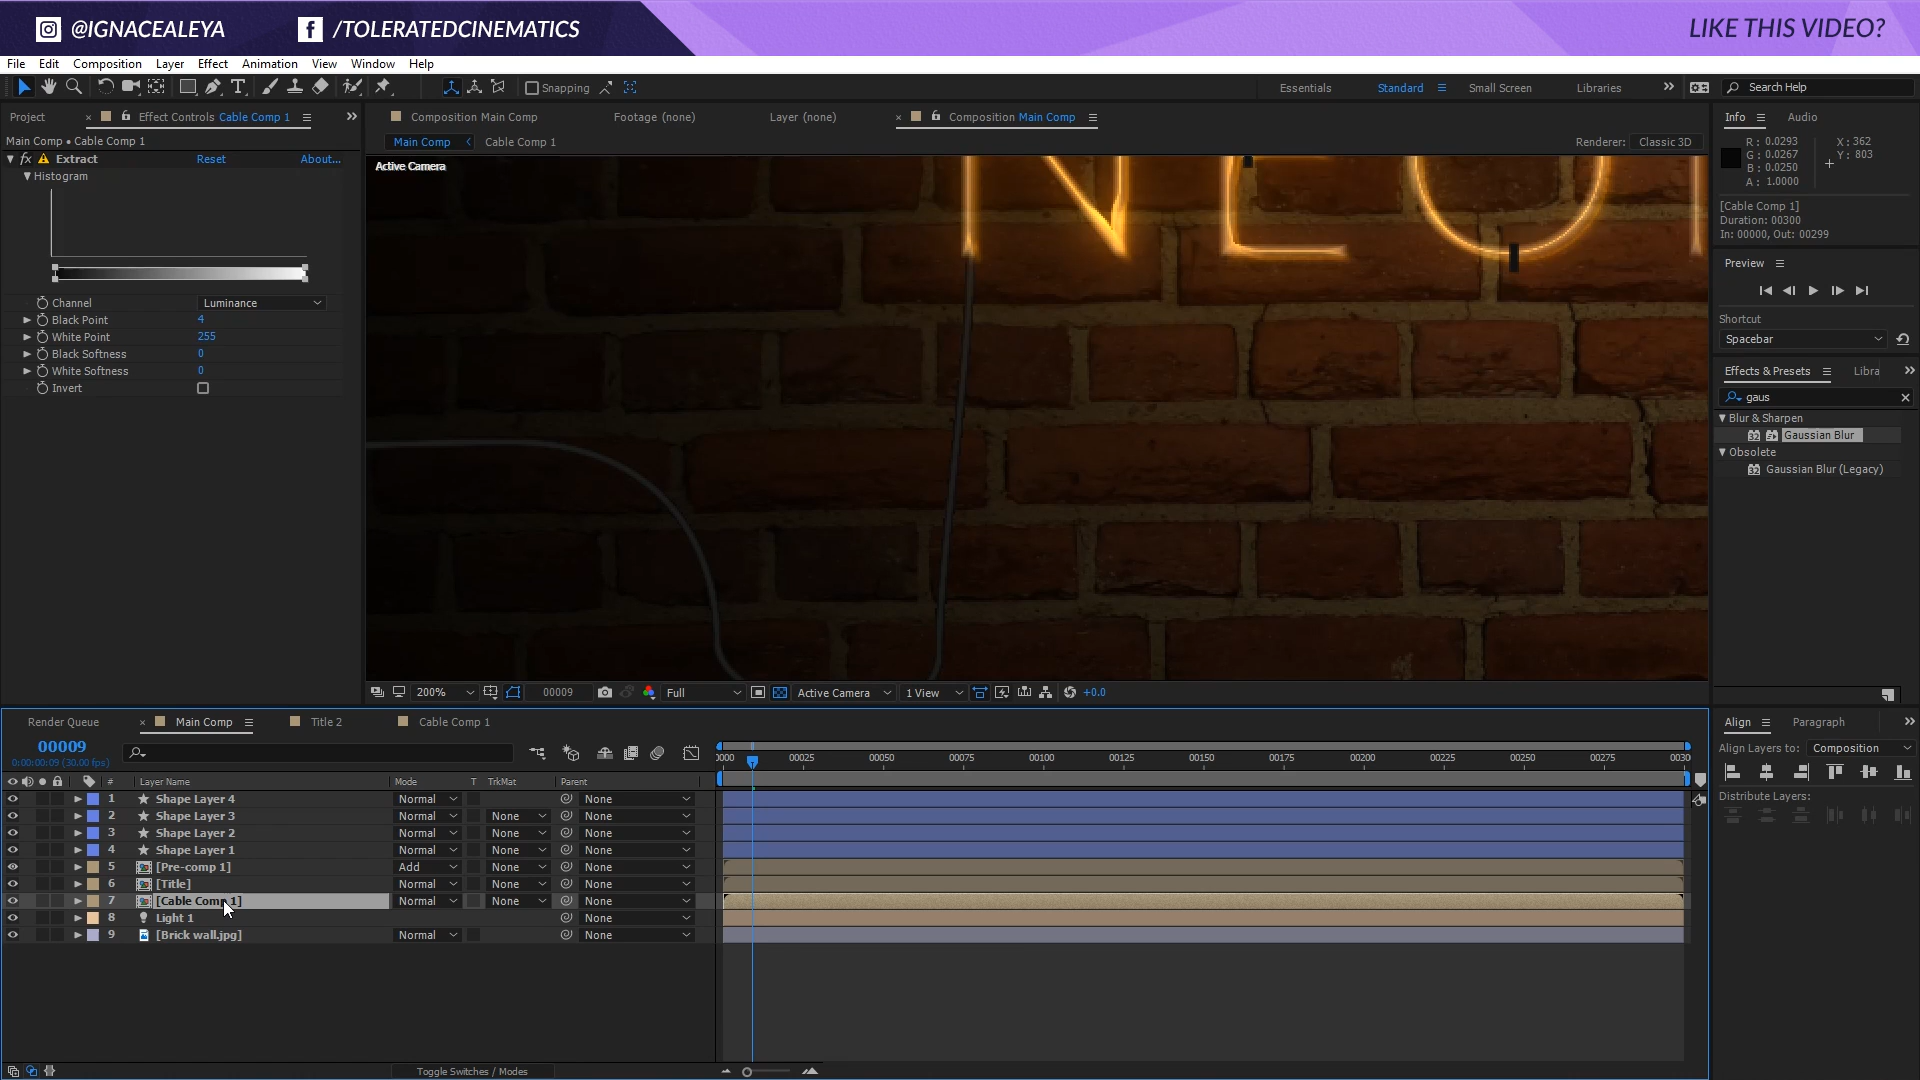 @IGNACEALEYA /TOLERATEDCINEMATICS LIKE THIS VIDEO?
File Edit Composition Layer Effect Animation View Window Help
Snapping Essentials Standard Small Screen Libraries Search Help
Project Effect Controls Cable Comp 1 Composition Main Comp Footage (none) Layer (none) Composition Main Comp Info Audio
Main Comp • Cable Comp 1 Main Comp Cable Comp 1 Renderer: Classic 3D
fx Extract Reset About...
Histogram
Active Camera
R: 0.0293
G: 0.0267
B: 0.0250
A: 1.0000
X: 362
Y: 803
[Cable Comp 1]
Duration: 00300
In: 00000, Out: 00299
NEO
Channel Luminance
Black Point 4
White Point 255
Black Softness 0
White Softness 0
Invert
Preview
Shortcut
Spacebar
Effects & Presets Libra
gaus
Blur & Sharpen
32 Gaussian Blur
Obsolete
32 Gaussian Blur (Legacy)
200% 00009 Full Active Camera 1 View +0.0
Render Queue Main Comp Title 2 Cable Comp 1
00009
0:00:00:09 (30.00 fps)
0000 00025 00050 00075 00100 00125 00150 00175 00200 00225 00250 00275 0030
# Layer Name Mode T TrkMat Parent
1 Shape Layer 4 Normal None
2 Shape Layer 3 Normal None None
3 Shape Layer 2 Normal None None
4 Shape Layer 1 Normal None None
5 [Pre-comp 1] Add None None
6 [Title] Normal None None
7 [Cable Comp 1] Normal None None
8 Light 1 None
9 [Brick wall.jpg] Normal None
Toggle Switches / Modes
Align Paragraph
Align Layers to: Composition
Distribute Layers: